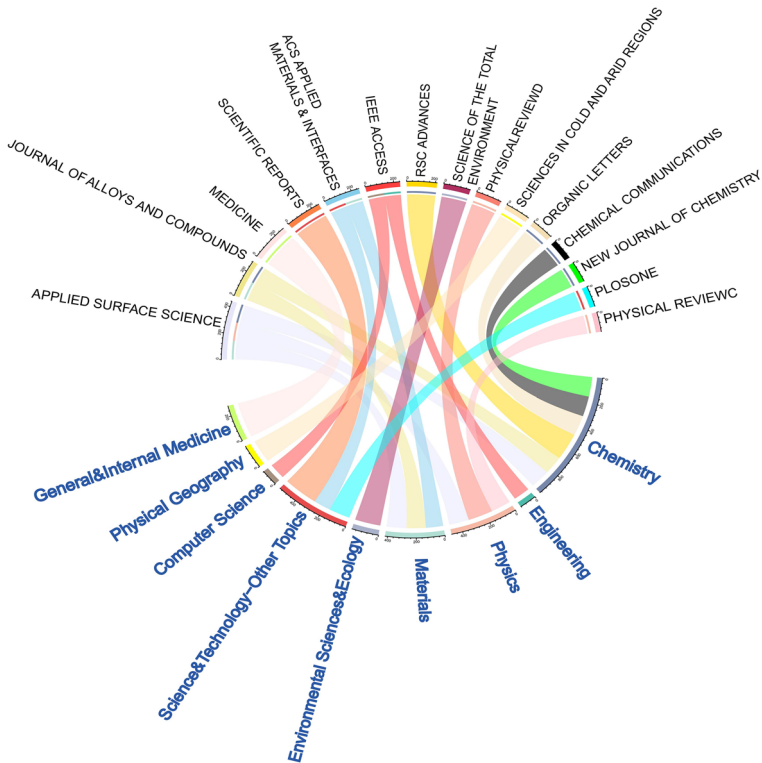 APPLIED SURFACE SCIENCE
JOURNAL OF ALLOYS AND COMPOUNDS
MEDICINE
SCIENTIFIC REPORTS
ACS APPLIED
MATERIALS & INTERFACES
IEEE ACCESS
RSC ADVANCES
SCIENCE OF THE TOTAL
ENVIRONMENT
PHYSICALREVIEWD
SCIENCES IN COLD AND ARID REGIONS
ORGANIC LETTERS
CHEMICAL COMMUNICATIONS
NEW JOURNAL OF CHEMISTRY
PLOSONE
PHYSICAL REVIEWC
Chemistry
Engineering
Physics
Materials
Environmental Sciences&Ecology
Science&Technology-Other Topics
Computer Science
Physical Geography
General&Internal Medicine